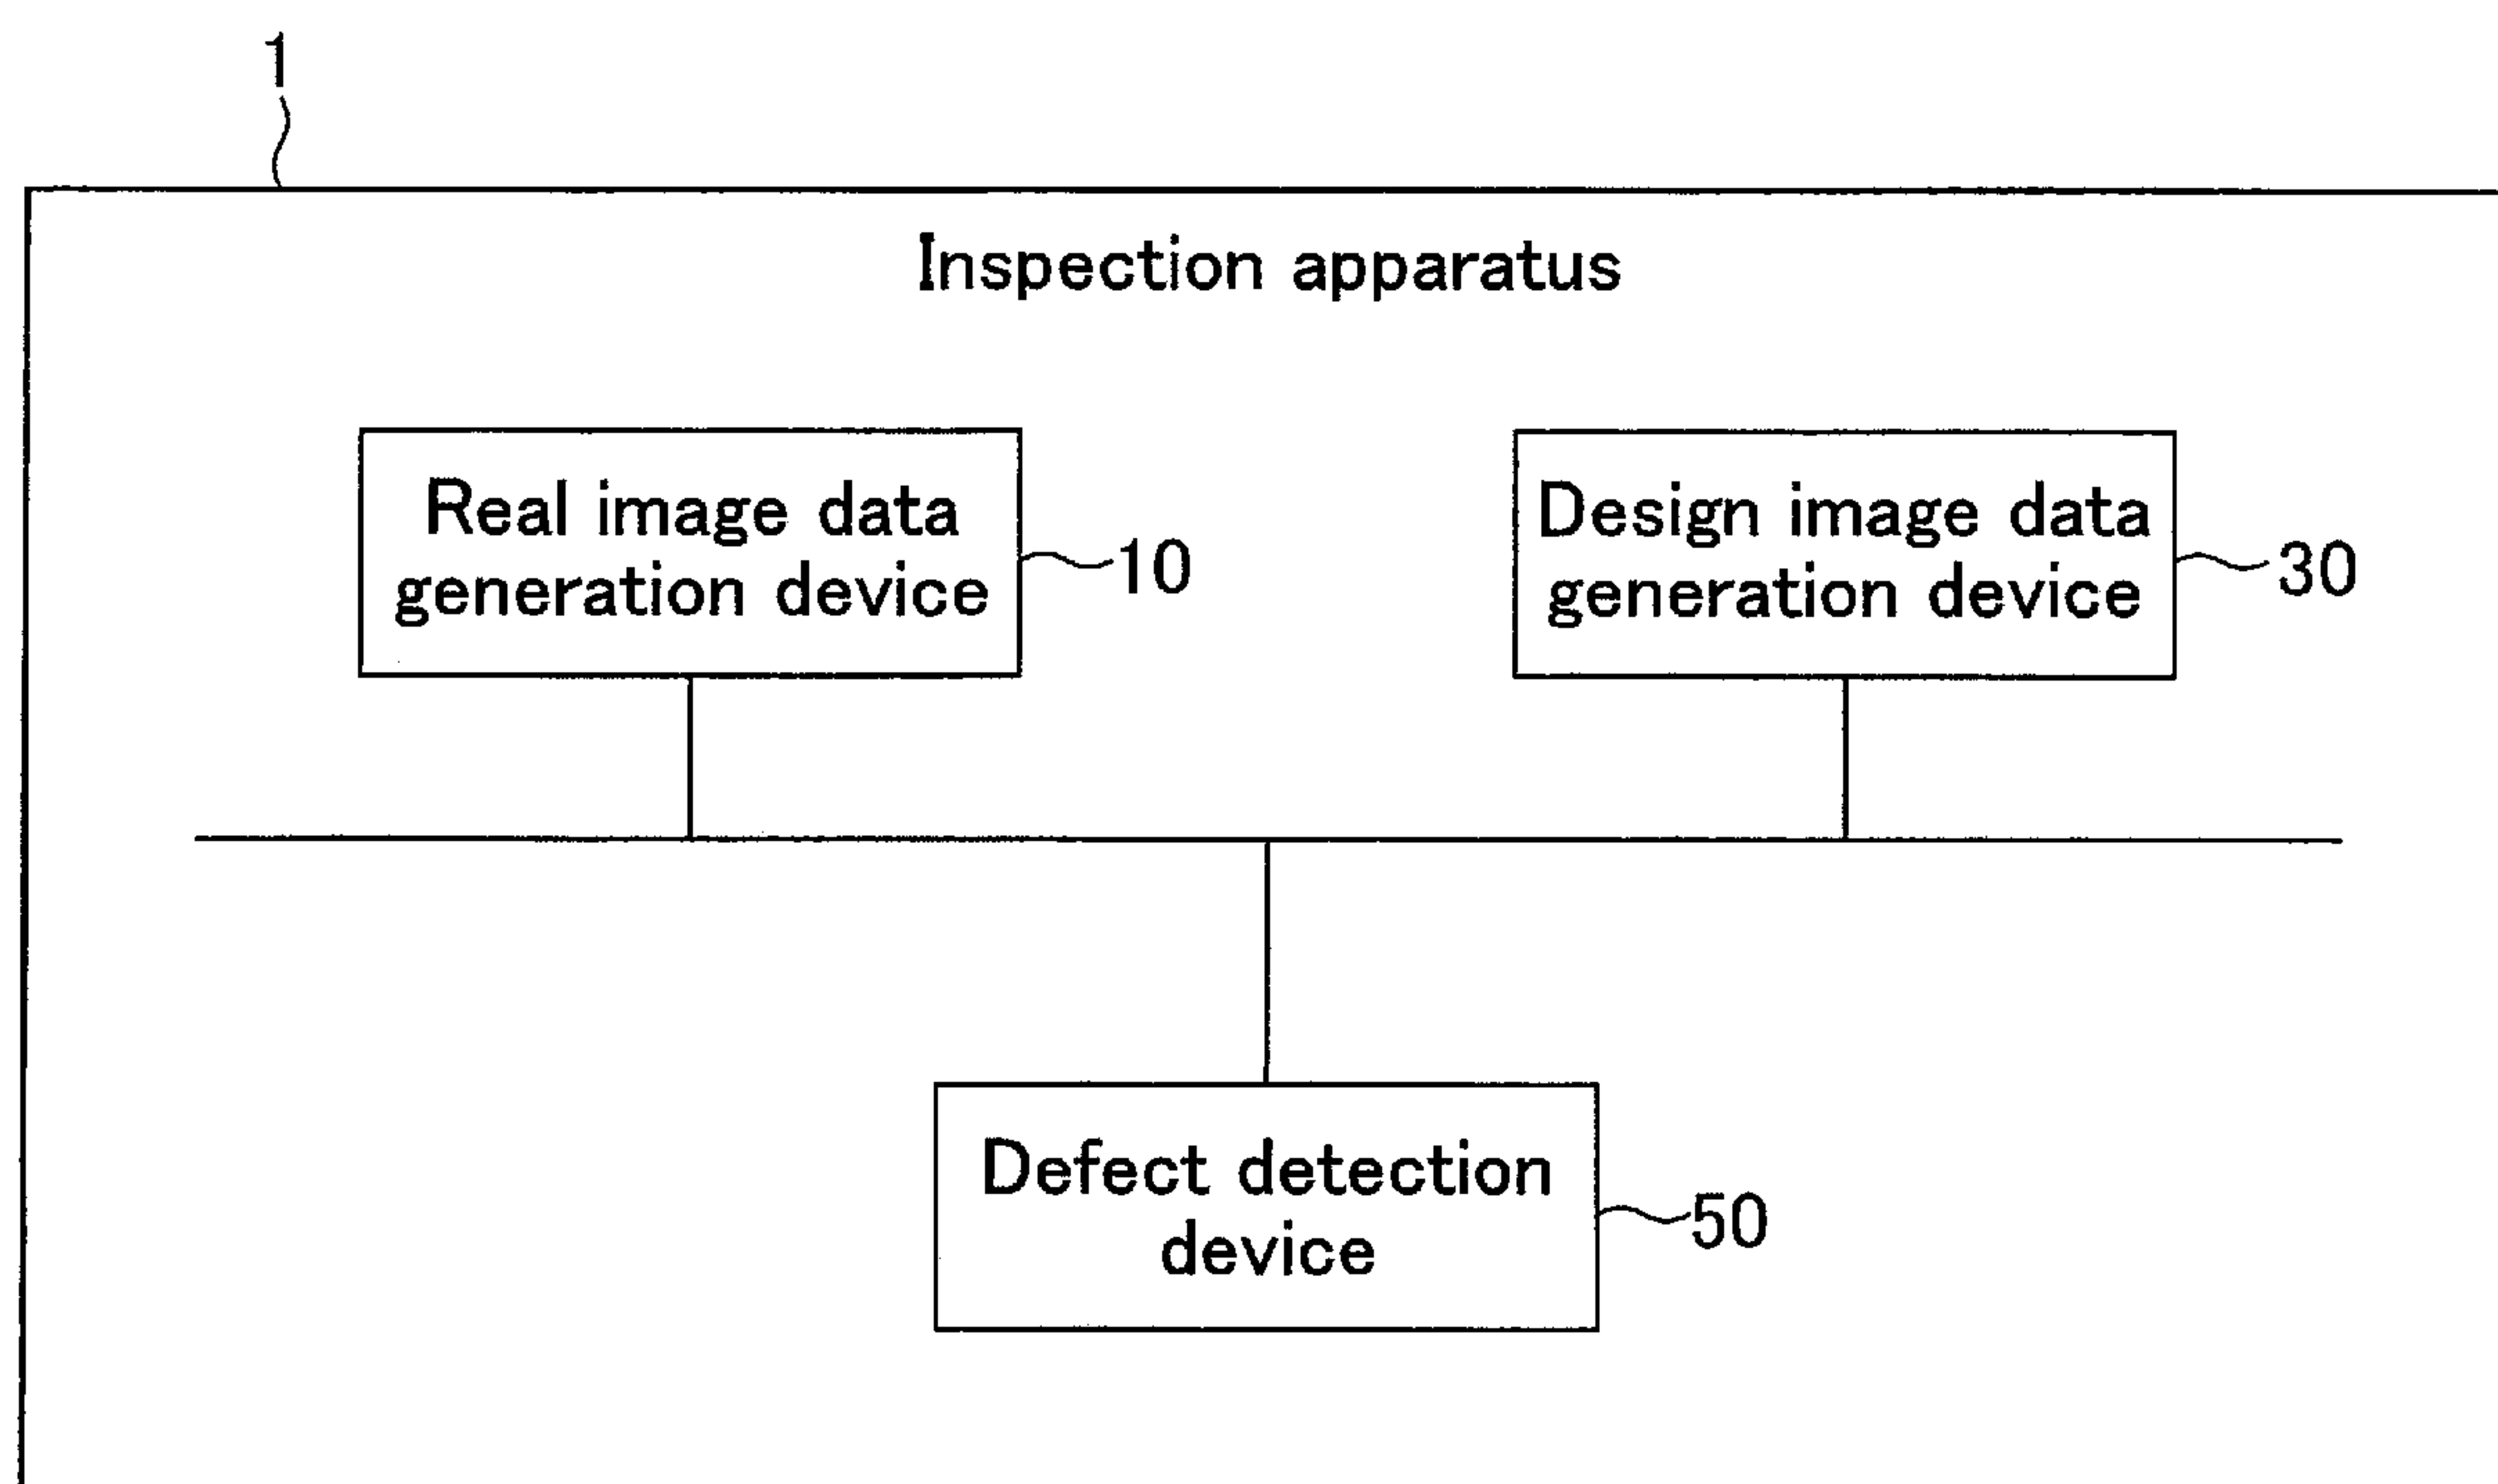 1
Inspection apparatus
Real image data
generation device
10
Design image data
generation device
30
Defect detection
device
50